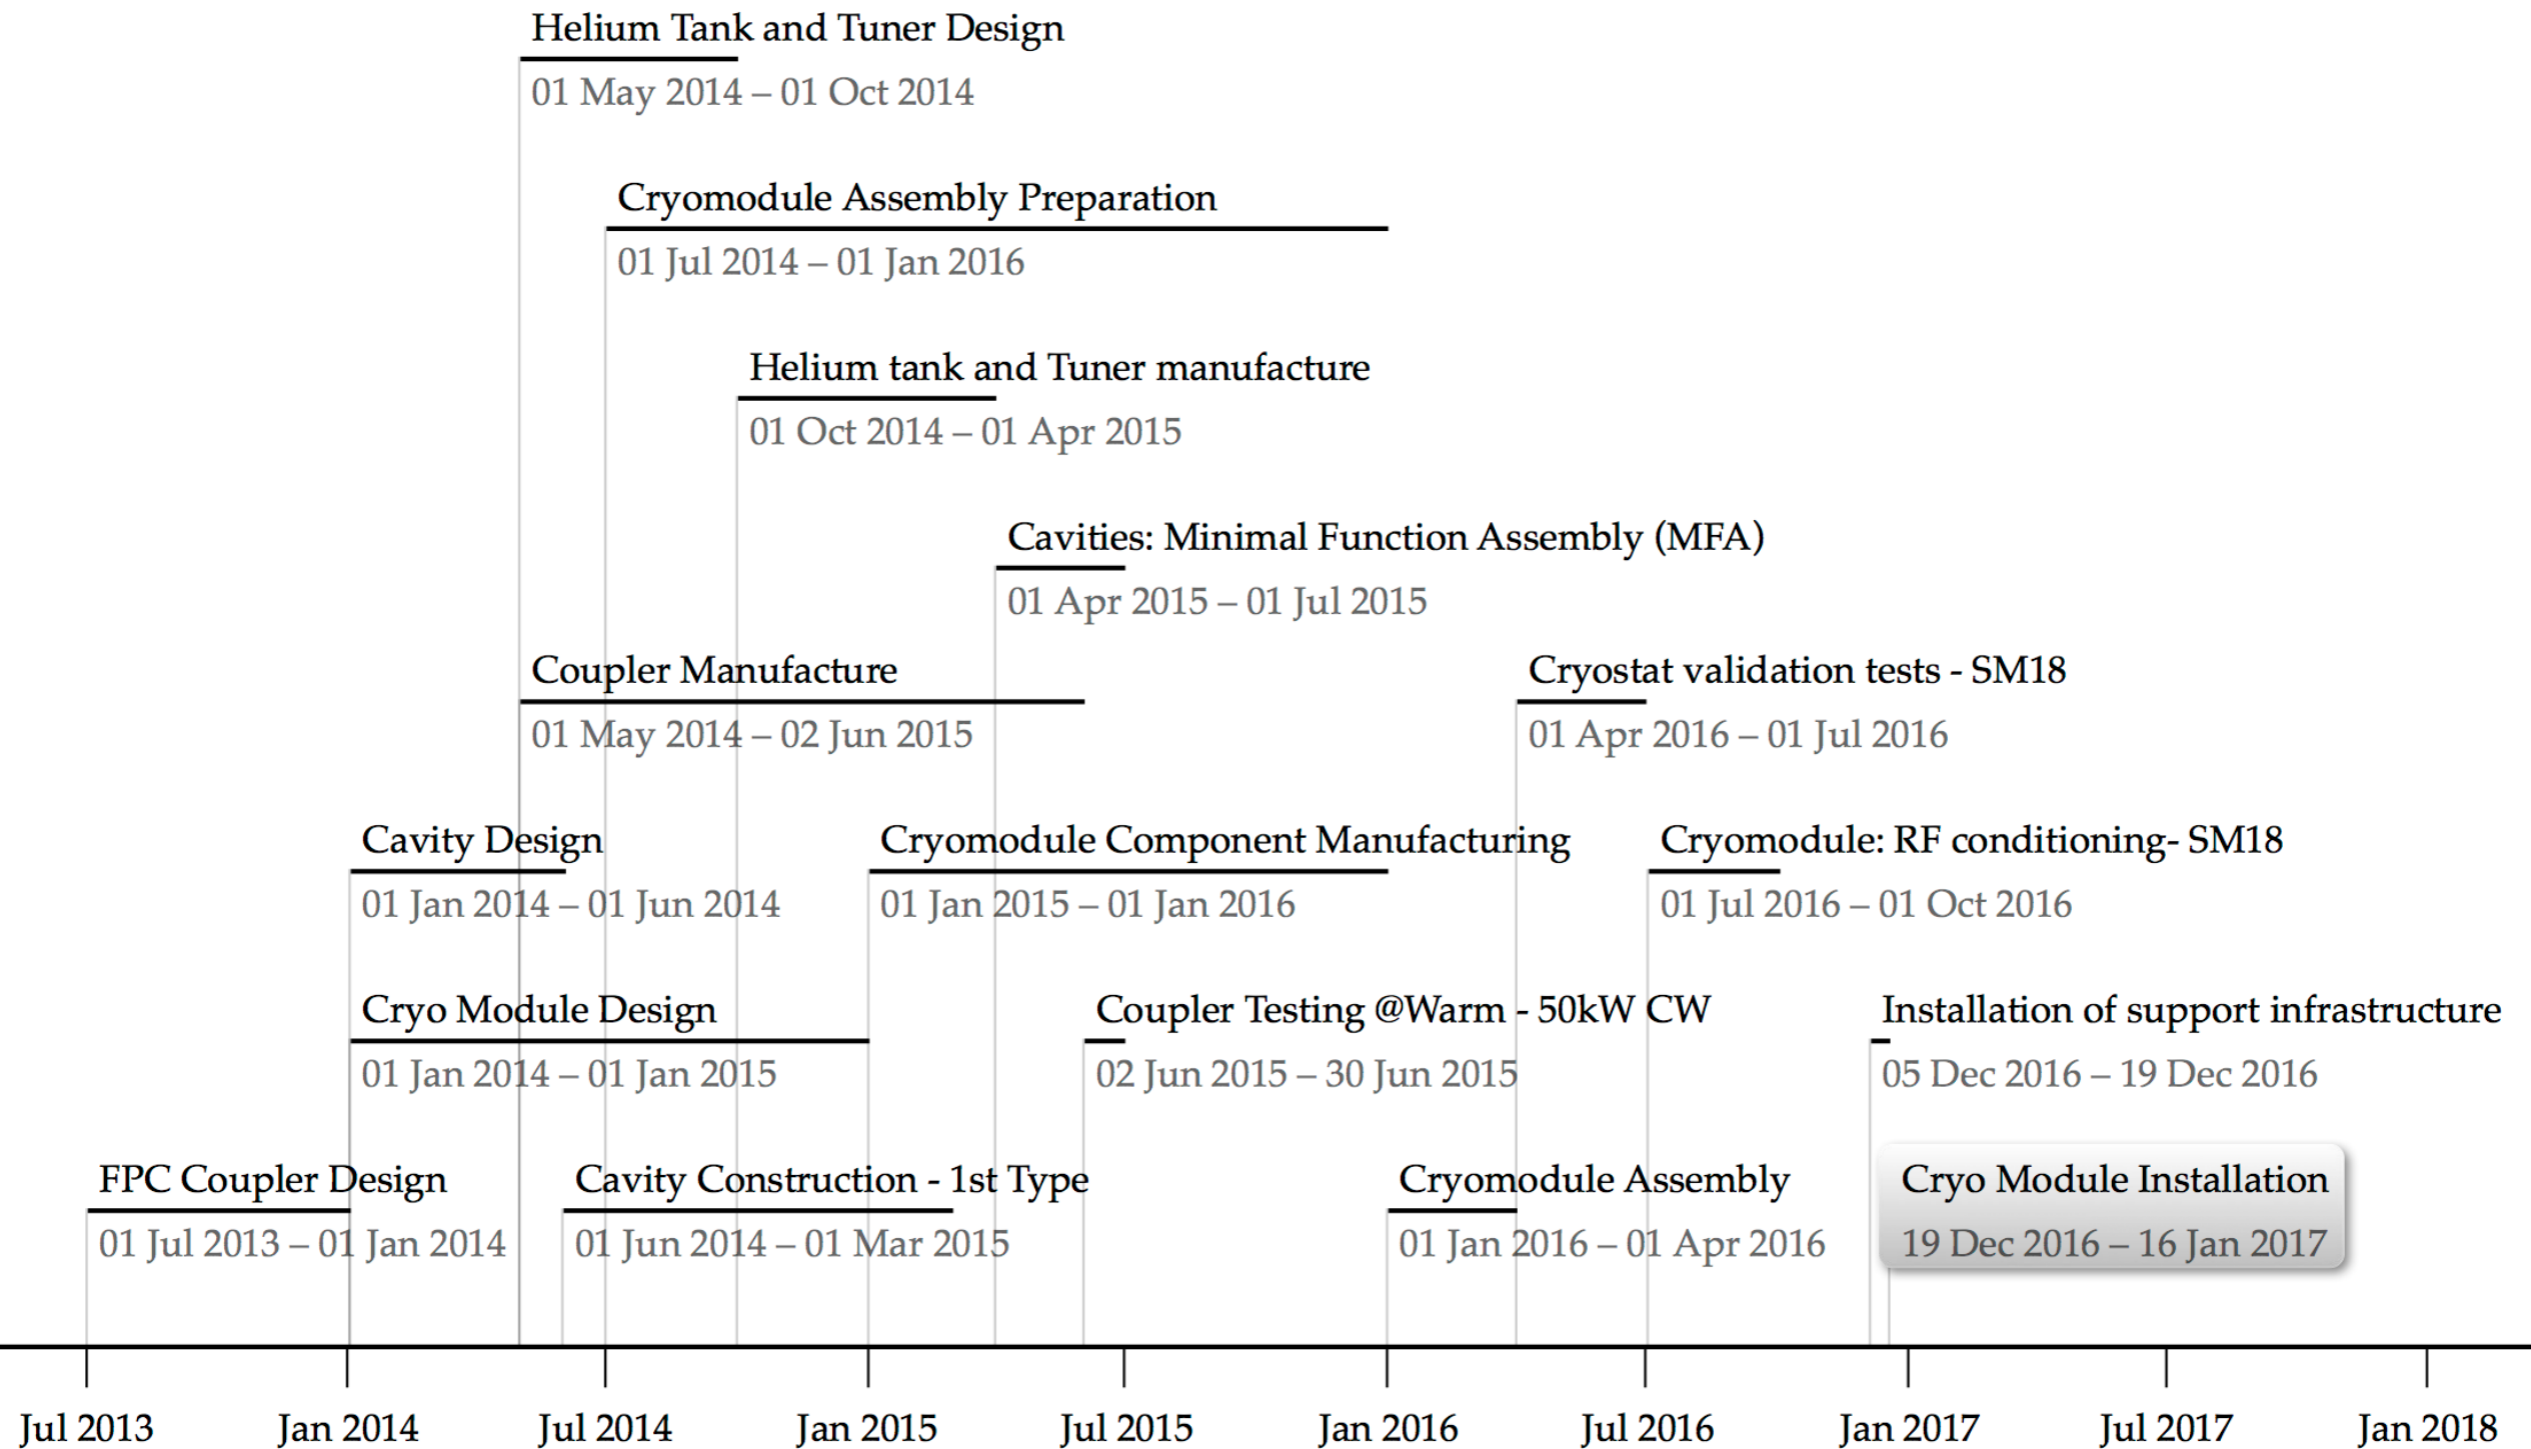 Helium Tank and Tuner Design
01 May 2014 – 01 Oct 2014
Cryomodule Assembly Preparation
01 Jul 2014 – 01 Jan 2016
Helium tank and Tuner manufacture
01 Oct 2014 – 01 Apr 2015
Cavities: Minimal Function Assembly (MFA)
01 Apr 2015 – 01 Jul 2015
Coupler Manufacture
01 May 2014 – 02 Jun 2015
Cryostat validation tests - SM18
01 Apr 2016 – 01 Jul 2016
Cavity Design
01 Jan 2014 – 01 Jun 2014
Cryomodule Component Manufacturing
01 Jan 2015 – 01 Jan 2016
Cryomodule: RF conditioning- SM18
01 Jul 2016 – 01 Oct 2016
Cryo Module Design
01 Jan 2014 – 01 Jan 2015
Coupler Testing @Warm - 50kW CW
02 Jun 2015 – 30 Jun 2015
Installation of support infrastructure
05 Dec 2016 – 19 Dec 2016
FPC Coupler Design
01 Jul 2013 – 01 Jan 2014
Cavity Construction - 1st Type
01 Jun 2014 – 01 Mar 2015
Cryomodule Assembly
01 Jan 2016 – 01 Apr 2016
Cryo Module Installation
19 Dec 2016 – 16 Jan 2017
Jul 2013
Jan 2014
Jul 2014
Jan 2015
Jul 2015
Jan 2016
Jul 2016
Jan 2017
Jul 2017
Jan 2018